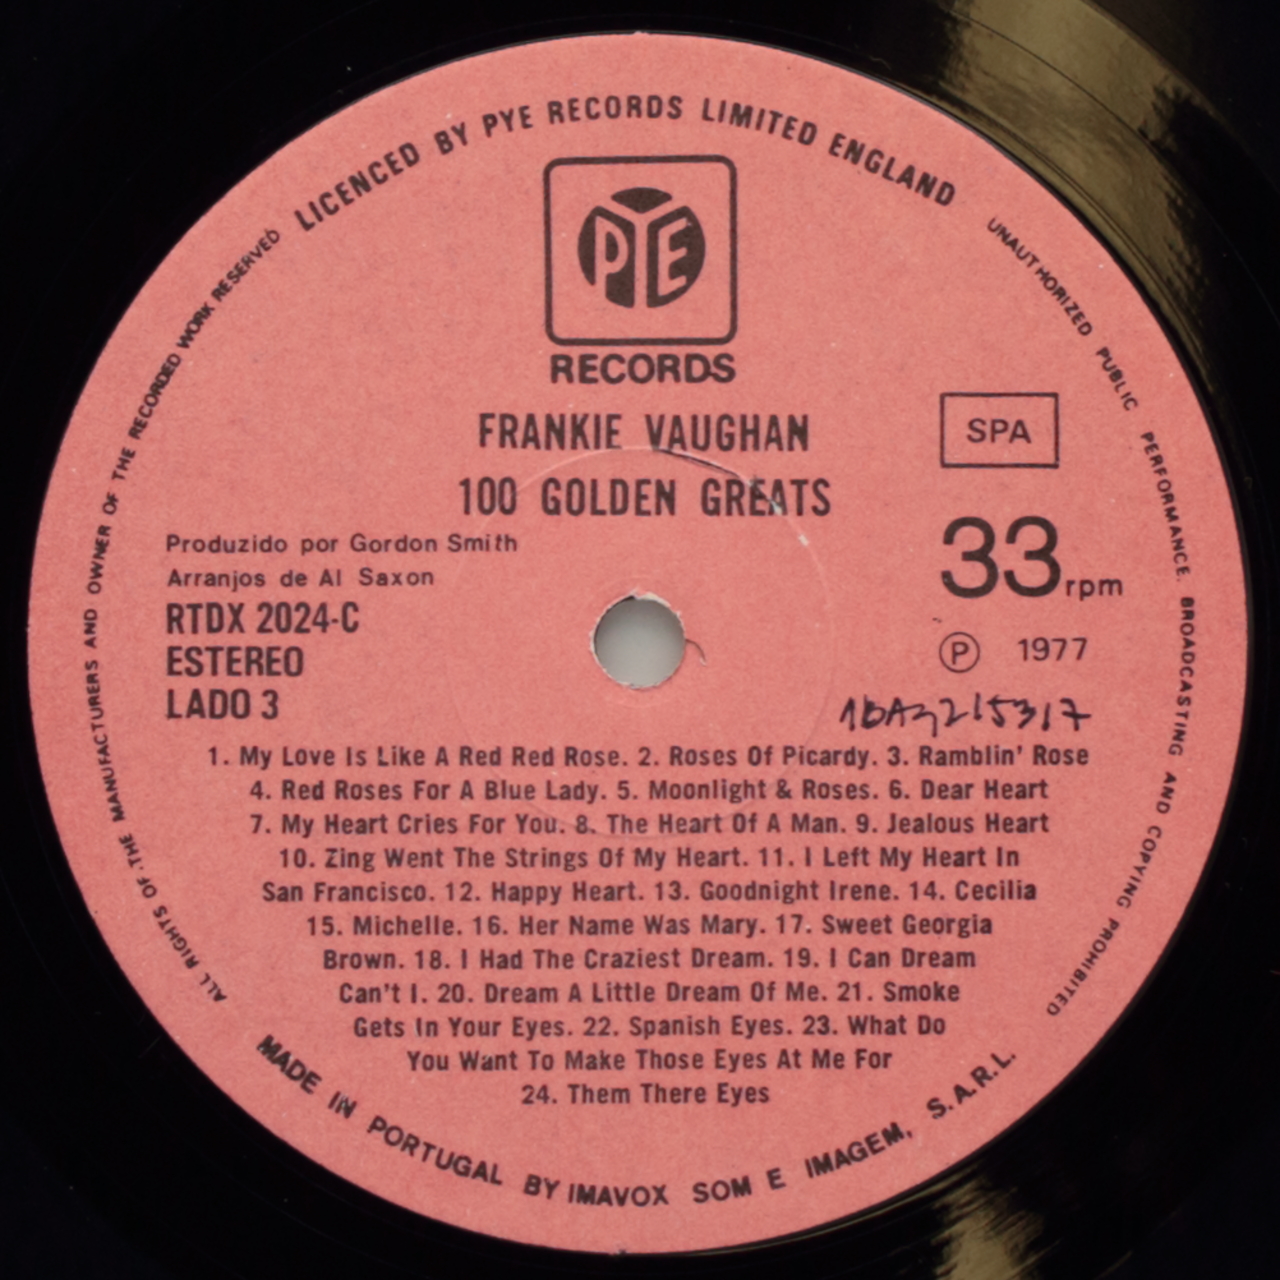 LICENCED BY PYE RECORDS LIMITED ENGLAND
UNAUTHORIZED PUBLIC PERFORMANCE. BROADCASTING AND COPYING PROHIBITED
ALL RIGHTS OF THE MANUFACTURERS AND OWNER OF THE RECORDED WORK RESERVED
PYE
RECORDS
FRANKIE VAUGHAN
100 GOLDEN GREATS
SPA
33 rpm
Ⓟ 1977
Produzido por Gordon Smith
Arranjos de Al Saxon
RTDX 2024-C
ESTEREO
LADO 3
1. My Love Is Like A Red Red Rose. 2. Roses Of Picardy. 3. Ramblin' Rose
4. Red Roses For A Blue Lady. 5. Moonlight & Roses. 6. Dear Heart
7. My Heart Cries For You. 8. The Heart Of A Man. 9. Jealous Heart
10. Zing Went The Strings Of My Heart. 11. I Left My Heart In
San Francisco. 12. Happy Heart. 13. Goodnight Irene. 14. Cecilia
15. Michelle. 16. Her Name Was Mary. 17. Sweet Georgia
Brown. 18. I Had The Craziest Dream. 19. I Can Dream
Can't I. 20. Dream A Little Dream Of Me. 21. Smoke
Gets In Your Eyes. 22. Spanish Eyes. 23. What Do
You Want To Make Those Eyes At Me For
24. Them There Eyes
MADE IN PORTUGAL BY IMAVOX SOM E IMAGEM, S.A.R.L.